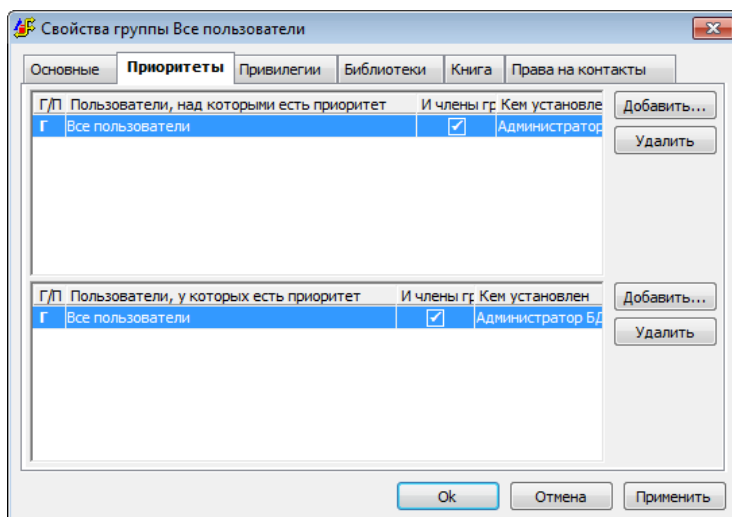 Свойства группы Все пользователи
Основные Приоритеты Привилегии Библиотеки Книга Права на контакты
Г/П Пользователи, над которыми есть приоритет И члены гр Кем установле Добавить...
Г Все пользователи Администратор
Удалить
Г/П Пользователи, у которых есть приоритет И члены гр Кем установлен Добавить...
Г Все пользователи Администратор БД
Удалить
Ok Отмена Применить